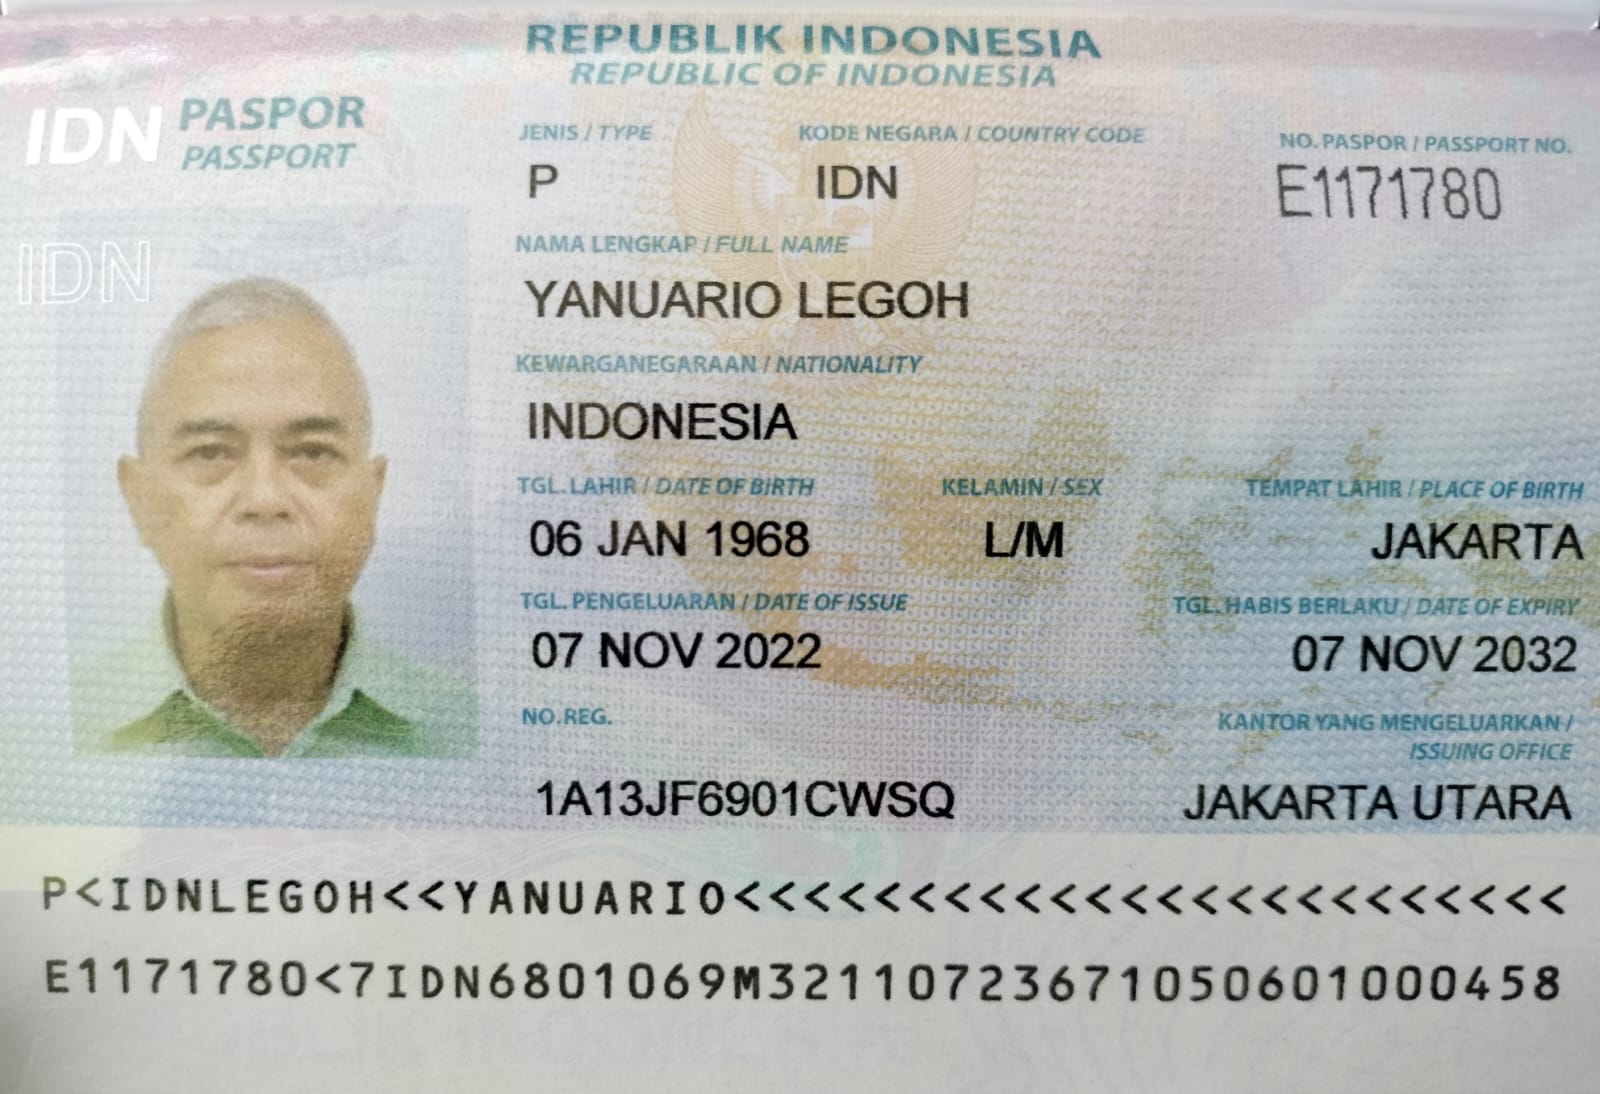 REPUBLIK INDONESIA
REPUBLIC OF INDONESIA
IDN PASPOR
PASSPORT
JENIS / TYPE KODE NEGARA / COUNTRY CODE NO. PASPOR / PASSPORT NO.
P IDN E1171780
IDN
NAMA LENGKAP / FULL NAME
YANUARIO LEGOH
KEWARGANEGARAAN / NATIONALITY
INDONESIA
TGL. LAHIR / DATE OF BIRTH KELAMIN / SEX TEMPAT LAHIR / PLACE OF BIRTH
06 JAN 1968 L/M JAKARTA
TGL. PENGELUARAN / DATE OF ISSUE TGL. HABIS BERLAKU / DATE OF EXPIRY
07 NOV 2022 07 NOV 2032
NO.REG. KANTOR YANG MENGELUARKAN /
ISSUING OFFICE
1A13JF6901CWSQ JAKARTA UTARA
P<IDNLEGOH<<YANUARIO<<<<<<<<<<<<<<<<<<<<<<<<
E1171780<7IDN6801069M32110723671050601000458